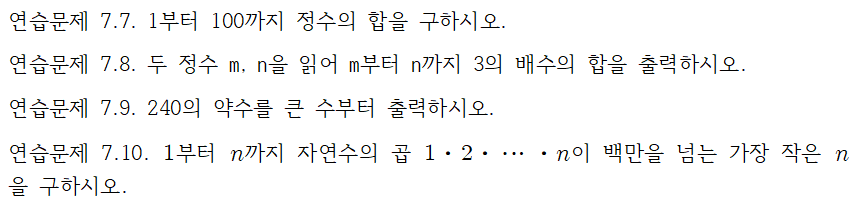 연습문제 7.7. 1부터 100까지 정수의 합을 구하시오.
연습문제 7.8. 두 정수 m, n을 읽어 m부터 n까지 3의 배수의 합을 출력하시오.
연습문제 7.9. 240의 약수를 큰 수부터 출력하시오.
연습문제 7.10. 1부터 n까지 자연수의 곱 1 · 2 · ⋯ · n이 백만을 넘는 가장 작은 n
을 구하시오.